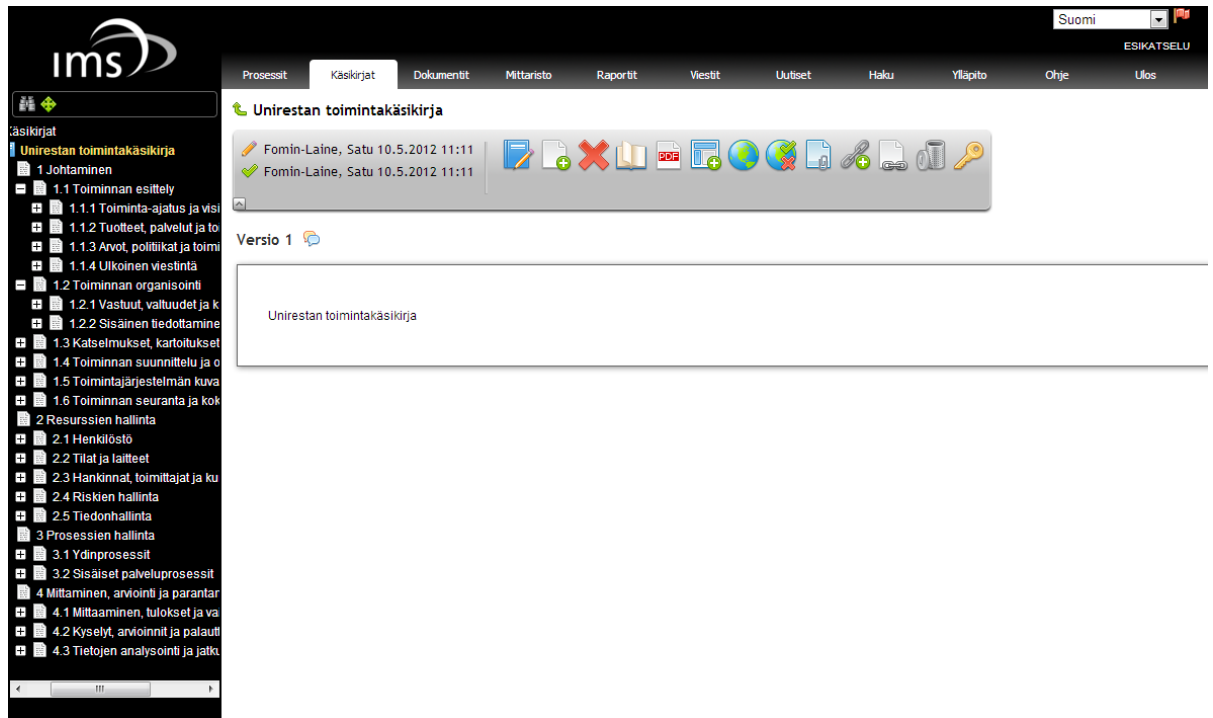 Suomi
ims
ESIKATSELU
Prosessit Käsikirjat Dokumentit Mittaristo Raportit Viestit Uutiset Haku Ylläpito Ohje Ulos
Unirestan toimintakäsikirja
Fomin-Laine, Satu 10.5.2012 11:11
Fomin-Laine, Satu 10.5.2012 11:11
PDF
Versio 1
Unirestan toimintakäsikirja
äsikirjat
Unirestan toimintakäsikirja
1 Johtaminen
1.1 Toiminnan esittely
1.1.1 Toiminta-ajatus ja visi
1.1.2 Tuotteet, palvelut ja to
1.1.3 Arvot, politiikat ja toimi
1.1.4 Ulkoinen viestintä
1.2 Toiminnan organisointi
1.2.1 Vastuut, valtuudet ja k
1.2.2 Sisäinen tiedottamine
1.3 Katselmukset, kartoitukset
1.4 Toiminnan suunnittelu ja o
1.5 Toimintajärjestelmän kuva
1.6 Toiminnan seuranta ja kok
2 Resurssien hallinta
2.1 Henkilöstö
2.2 Tilat ja laitteet
2.3 Hankinnat, toimittajat ja ku
2.4 Riskien hallinta
2.5 Tiedonhallinta
3 Prosessien hallinta
3.1 Ydinprosessit
3.2 Sisäiset palveluprosessit
4 Mittaminen, arviointi ja parantar
4.1 Mittaaminen, tulokset ja va
4.2 Kyselyt, arvioinnit ja palautt
4.3 Tietojen analysointi ja jatku